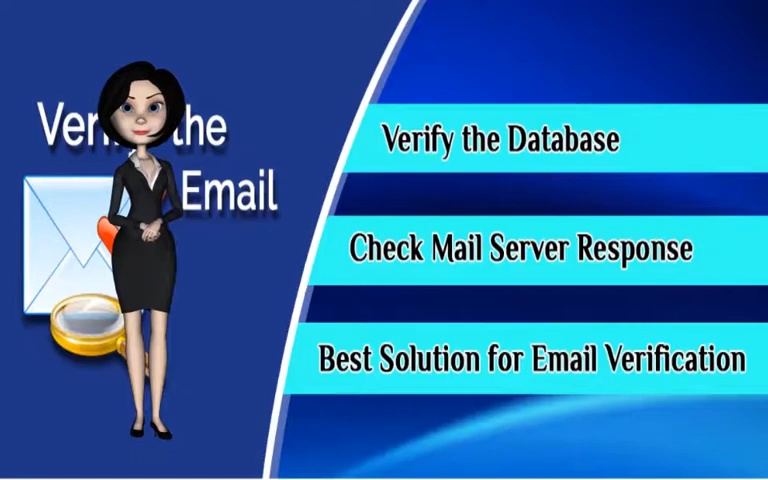 the
Email
Verify the Database
Check Mail Server Response
Best Solution for Email Verification